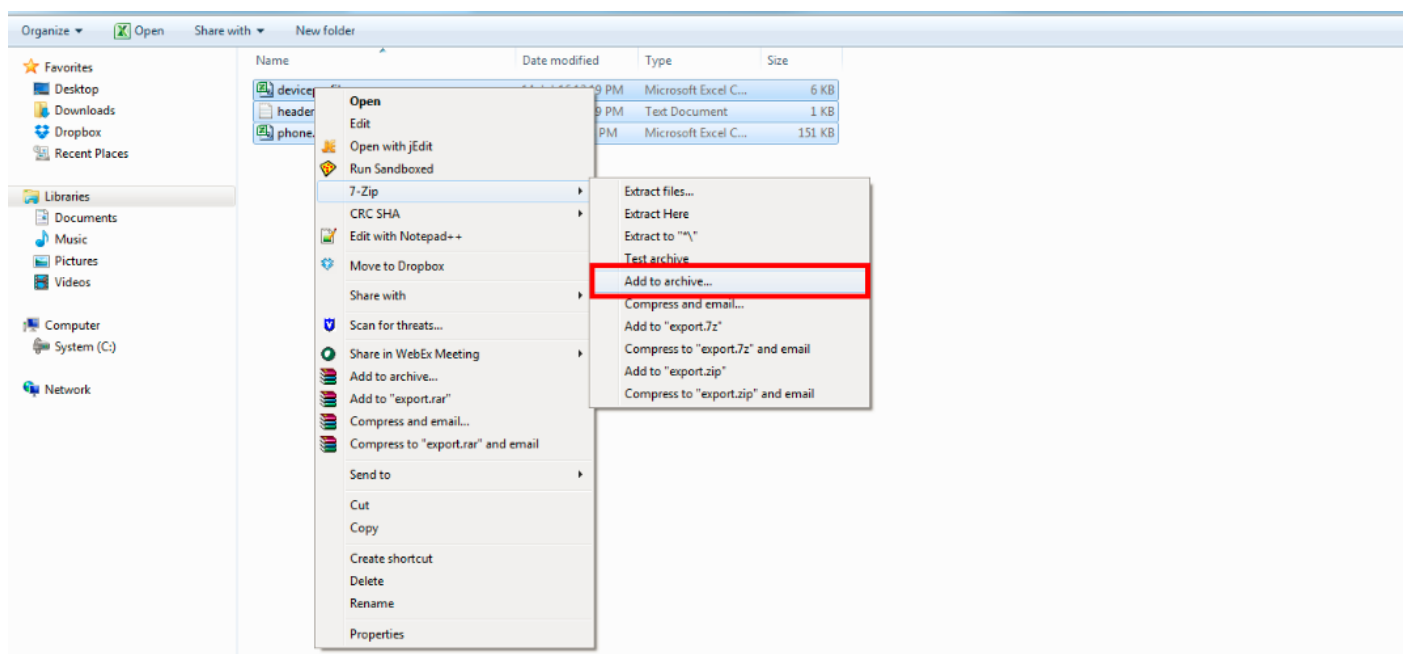 Organize Open Share with New folder
Favorites
Desktop
Downloads
Dropbox
Recent Places
Libraries
Documents
Music
Pictures
Videos
Computer
System (C:)
Network
Name Date modified Type Size
9 PM Microsoft Excel C... 6 KB
header 9 PM Text Document 1 KB
phone. PM Microsoft Excel C... 151 KB
Open
Edit
Open with jEdit
Run Sandboxed
7-Zip
CRC SHA
Edit with Notepad++
Move to Dropbox
Share with
Scan for threats...
Share in WebEx Meeting
Add to archive...
Add to "export.rar"
Compress and email...
Compress to "export.rar" and email
Send to
Cut
Copy
Create shortcut
Delete
Rename
Properties
Extract files...
Extract Here
Extract to "*\"
Test archive
Add to archive...
Compress and email...
Add to "export.7z"
Compress to "export.7z" and email
Add to "export.zip"
Compress to "export.zip" and email